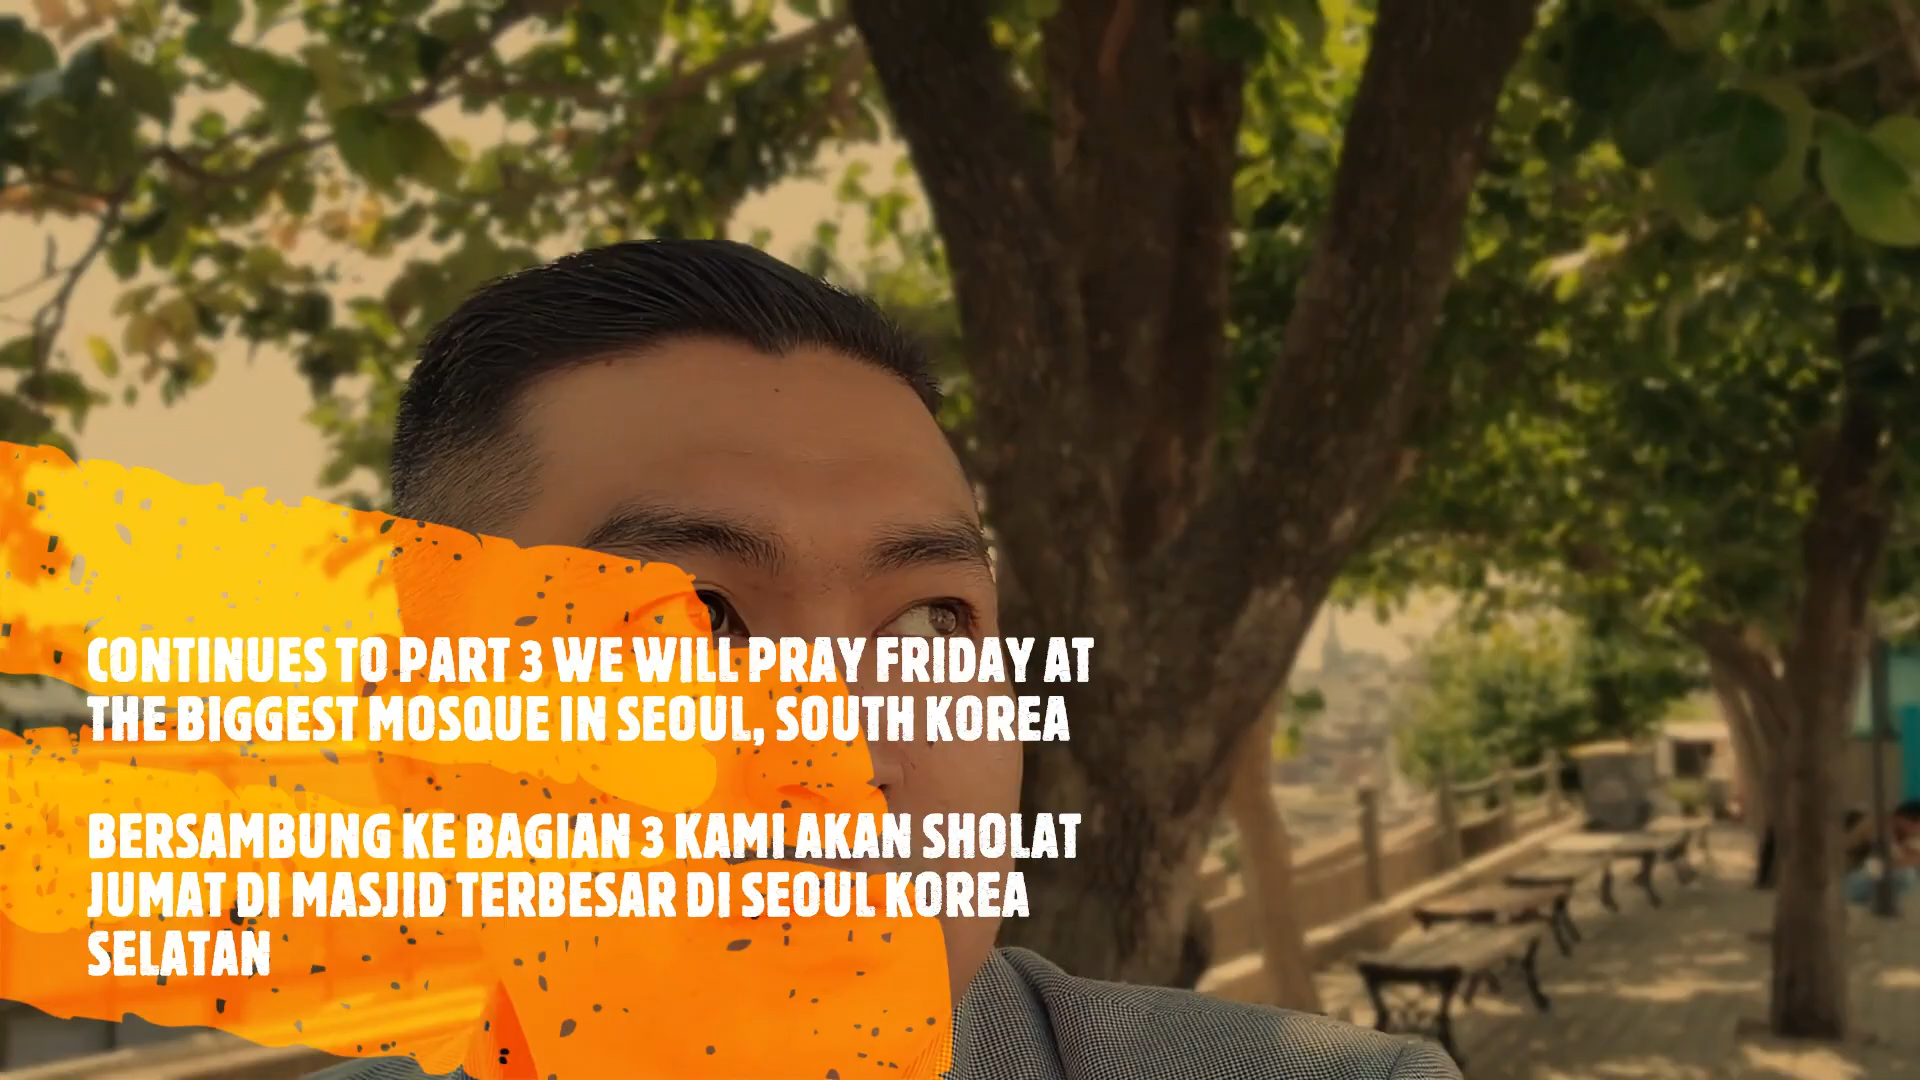 CONTINUES TO PART 3 WE WILL PRAY FRIDAY AT
THE BIGGEST MOSQUE IN SEOUL, SOUTH KOREA
BERSAMBUNG KE BAGIAN 3 KAMI AKAN SHOLAT
JUMAT DI MASJID TERBESAR DI SEOUL KOREA
SELATAN